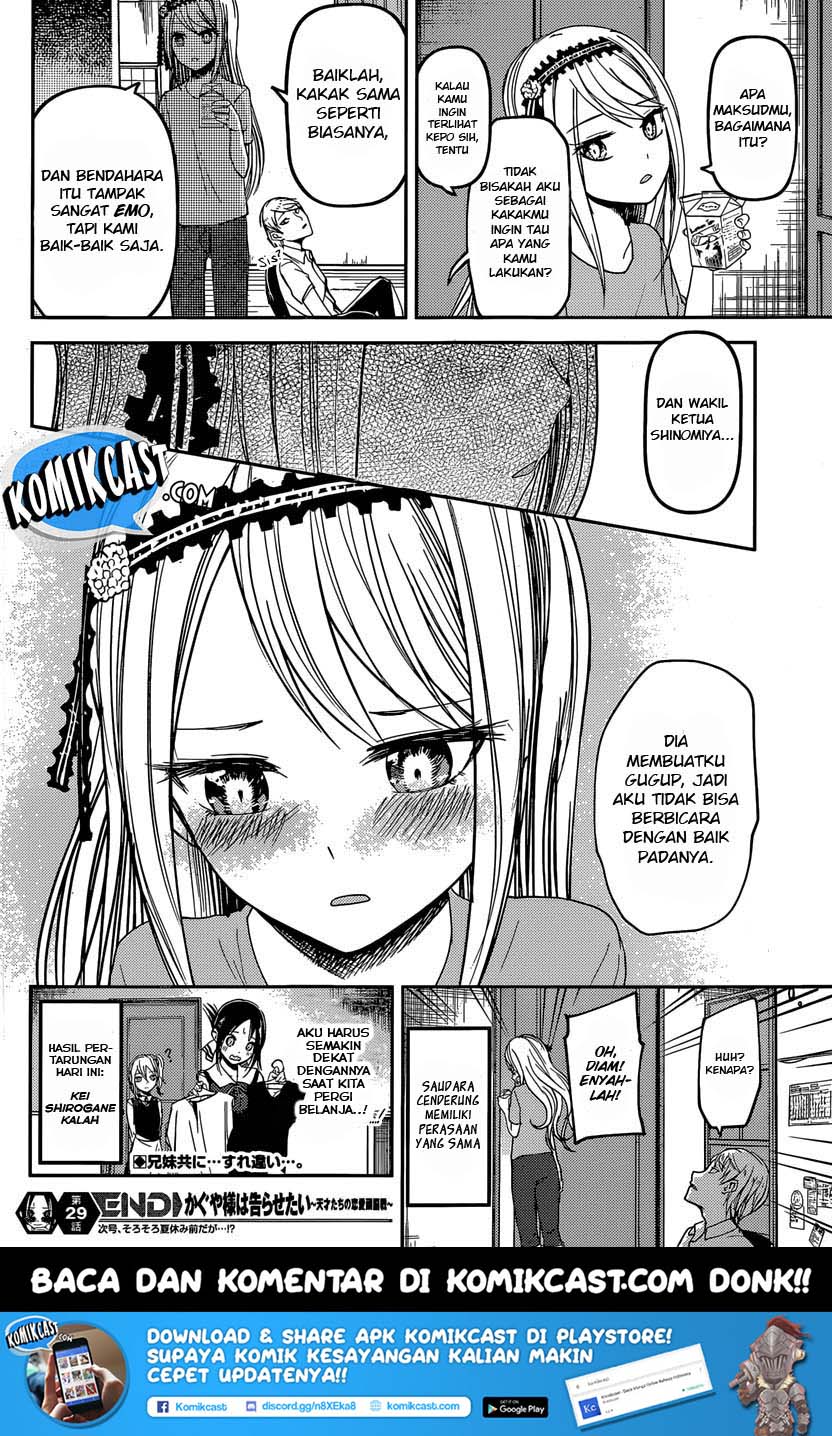 APA
MAKSUDMU,
BAGAIMANA
ITU?
KALAU
KAMU
INGIN
TERLIHAT
KEPO SIH,
TENTU
TIDAK
BISAKAH AKU
SEBAGAI
KAKAKMU
INGIN TAU
APA YANG
KAMU
LAKUKAN?
BAIKLAH,
KAKAK SAMA
SEPERTI
BIASANYA,
DAN BENDAHARA
ITU TAMPAK
SANGAT EMO,
TAPI KAMI
BAIK-BAIK SAJA.
DAN WAKIL
KETUA
SHINOMIYA...
KOMIKCAST
.COM
DIA
MEMBUATKU
GUGUP, JADI
AKU TIDAK BISA
BERBICARA
DENGAN BAIK
PADANYA.
HUH?
KENAPA?
OH,
DIAM!
ENYAH-
LAH!
SAUDARA
CENDERUNG
MEMILIKI
PERASAAN
YANG SAMA
AKU HARUS
SEMAKIN
DEKAT
DENGANNYA
SAAT KITA
PERGI
BELANJA..!
?
HASIL PER-
TARUNGAN
HARI INI:
KEI
SHIROGANE
KALAH
◆兄妹共に…すれ違い…。
第29話
END
かぐや様は告らせたい~天才たちの恋愛頭脳戦~
次号、そろそろ夏休み前だが…!?
BACA DAN KOMENTAR DI KOMIKCAST.COM DONK!!
KOMIKCAST
.COM
DOWNLOAD & SHARE APK KOMIKCAST DI PLAYSTORE!
SUPAYA KOMIK KESAYANGAN KALIAN MAKIN
CEPET UPDATENYA!!
Komikcast
discord.gg/n8XEka8
komikcast.com
Google Play
Kc